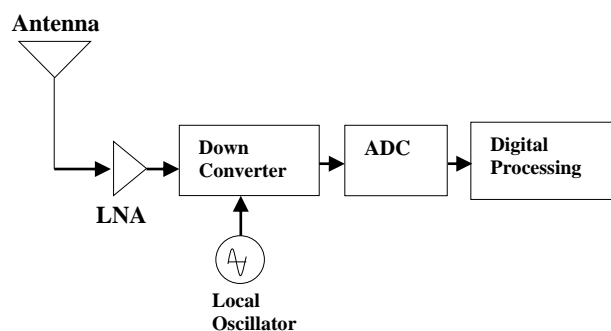 Antenna
LNA
Down
Converter
ADC
Digital
Processing
Local
Oscillator